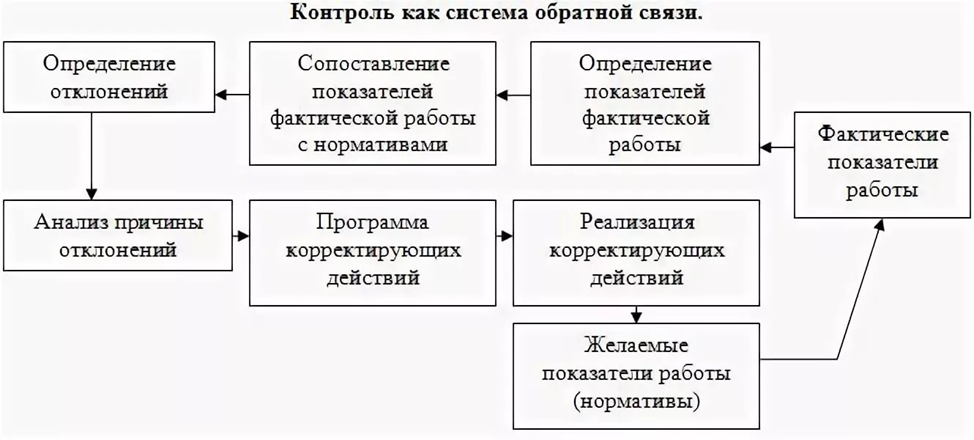 Контроль как система обратной связи.
Определение
отклонений
Сопоставление
показателей
фактической работы
с нормативами
Определение
показателей
фактической
работы
Фактические
показатели
работы
Анализ причины
отклонений
Программа
корректирующих
действий
Реализация
корректирующих
действий
Желаемые
показатели работы
(нормативы)